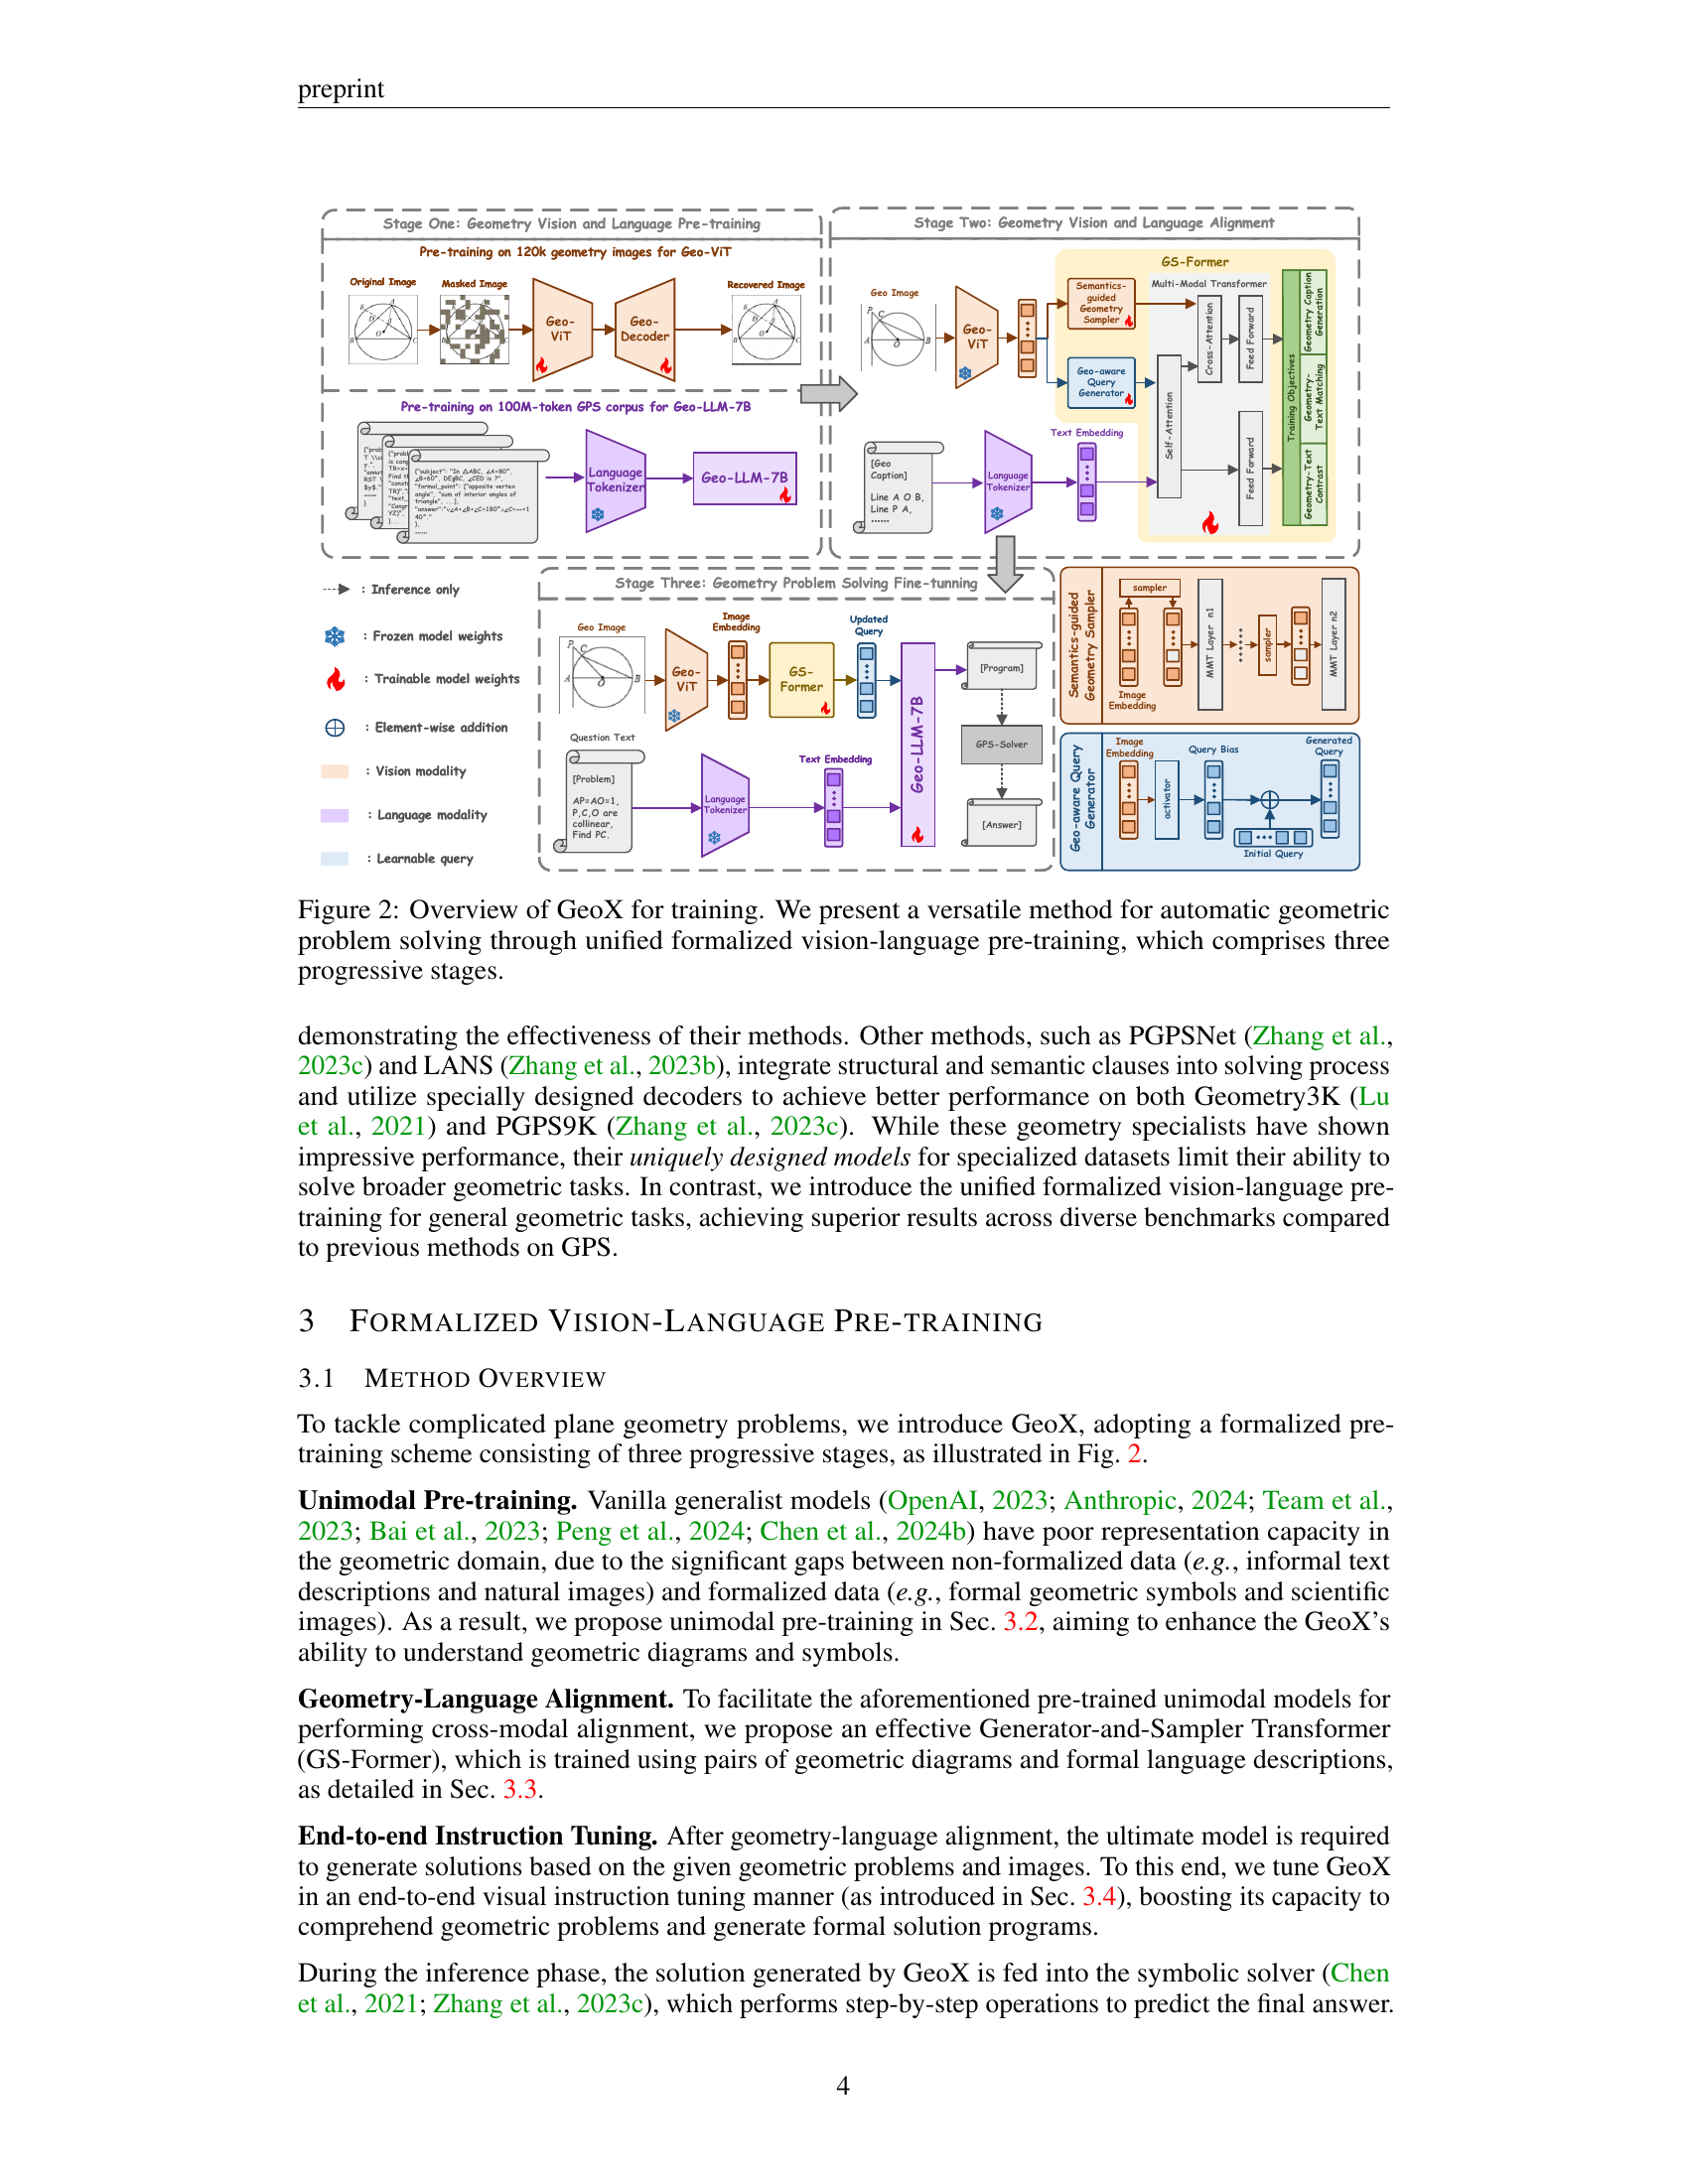 preprint
Stage One: Geometry Vision and Language Pre-training
Pre-training on 120k geometry images for Geo-ViT
Original Image
Masked Image
Recovered Image
Geo-
ViT
Geo-
Decoder
Pre-training on 100M-token GPS corpus for Geo-LLM-7B
{"subject": "In △ABC, ∠A=80°,
∠B=60°, DE∥BC, ∠CED is ?",
"formal_point": ["opposite vertex
angle", "sum of interior angles of
triangle", ...],
Language
Tokenizer
Geo-LLM-7B
Stage Two: Geometry Vision and Language Alignment
Geo Image
Geo-
ViT
GS-Former
Semantics-
guided
Geometry
Sampler
Geo-aware
Query
Generator
Multi-Modal Transformer
Self-Attention
Cross-Attention
Feed Forward
Feed Forward
Training Objectives
Geometry Caption
Generation
Geometry-
Text Matching
Geometry-Text
Contrast
[Geo
Caption]
Line A O B,
Line P A,
......
Language
Tokenizer
Text Embedding
: Inference only
: Frozen model weights
: Trainable model weights
: Element-wise addition
: Vision modality
: Language modality
: Learnable query
Stage Three: Geometry Problem Solving Fine-tunning
Geo Image
Geo-
ViT
Image
Embedding
GS-
Former
Updated
Query
Geo-LLM-7B
[Program]
GPS-Solver
[Answer]
Question Text
[Problem]
AP=AO=1,
P,C,O are
collinear,
Find PC.
Language
Tokenizer
Text Embedding
Semantics-guided
Geometry Sampler
sampler
Image
Embedding
MMT Layer n1
sampler
MMT Layer n2
Geo-aware Query
Generator
Image
Embedding
activator
Query Bias
Initial Query
Generated
Query
Figure 2: Overview of GeoX for training. We present a versatile method for automatic geometric
problem solving through unified formalized vision-language pre-training, which comprises three
progressive stages.
demonstrating the effectiveness of their methods. Other methods, such as PGPSNet (Zhang et al.,
2023c) and LANS (Zhang et al., 2023b), integrate structural and semantic clauses into solving process
and utilize specially designed decoders to achieve better performance on both Geometry3K (Lu
et al., 2021) and PGPS9K (Zhang et al., 2023c). While these geometry specialists have shown
impressive performance, their uniquely designed models for specialized datasets limit their ability to
solve broader geometric tasks. In contrast, we introduce the unified formalized vision-language pre-
training for general geometric tasks, achieving superior results across diverse benchmarks compared
to previous methods on GPS.
3 FORMALIZED VISION-LANGUAGE PRE-TRAINING
3.1 METHOD OVERVIEW
To tackle complicated plane geometry problems, we introduce GeoX, adopting a formalized pre-
training scheme consisting of three progressive stages, as illustrated in Fig. 2.
Unimodal Pre-training. Vanilla generalist models (OpenAI, 2023; Anthropic, 2024; Team et al.,
2023; Bai et al., 2023; Peng et al., 2024; Chen et al., 2024b) have poor representation capacity in
the geometric domain, due to the significant gaps between non-formalized data (e.g., informal text
descriptions and natural images) and formalized data (e.g., formal geometric symbols and scientific
images). As a result, we propose unimodal pre-training in Sec. 3.2, aiming to enhance the GeoX's
ability to understand geometric diagrams and symbols.
Geometry-Language Alignment. To facilitate the aforementioned pre-trained unimodal models for
performing cross-modal alignment, we propose an effective Generator-and-Sampler Transformer
(GS-Former), which is trained using pairs of geometric diagrams and formal language descriptions,
as detailed in Sec. 3.3.
End-to-end Instruction Tuning. After geometry-language alignment, the ultimate model is required
to generate solutions based on the given geometric problems and images. To this end, we tune GeoX
in an end-to-end visual instruction tuning manner (as introduced in Sec. 3.4), boosting its capacity to
comprehend geometric problems and generate formal solution programs.
During the inference phase, the solution generated by GeoX is fed into the symbolic solver (Chen
et al., 2021; Zhang et al., 2023c), which performs step-by-step operations to predict the final answer.
4